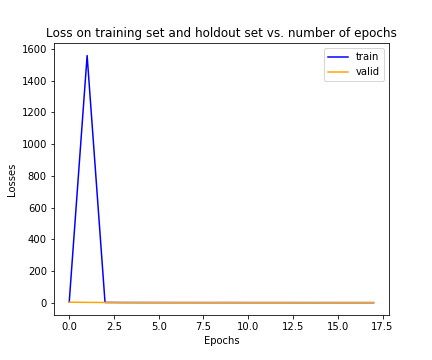 Loss on training set and holdout set vs. number of epochs
train
valid
Losses
1600
1400
1200
1000
800
600
400
200
0
0.0 2.5 5.0 7.5 10.0 12.5 15.0 17.5
Epochs